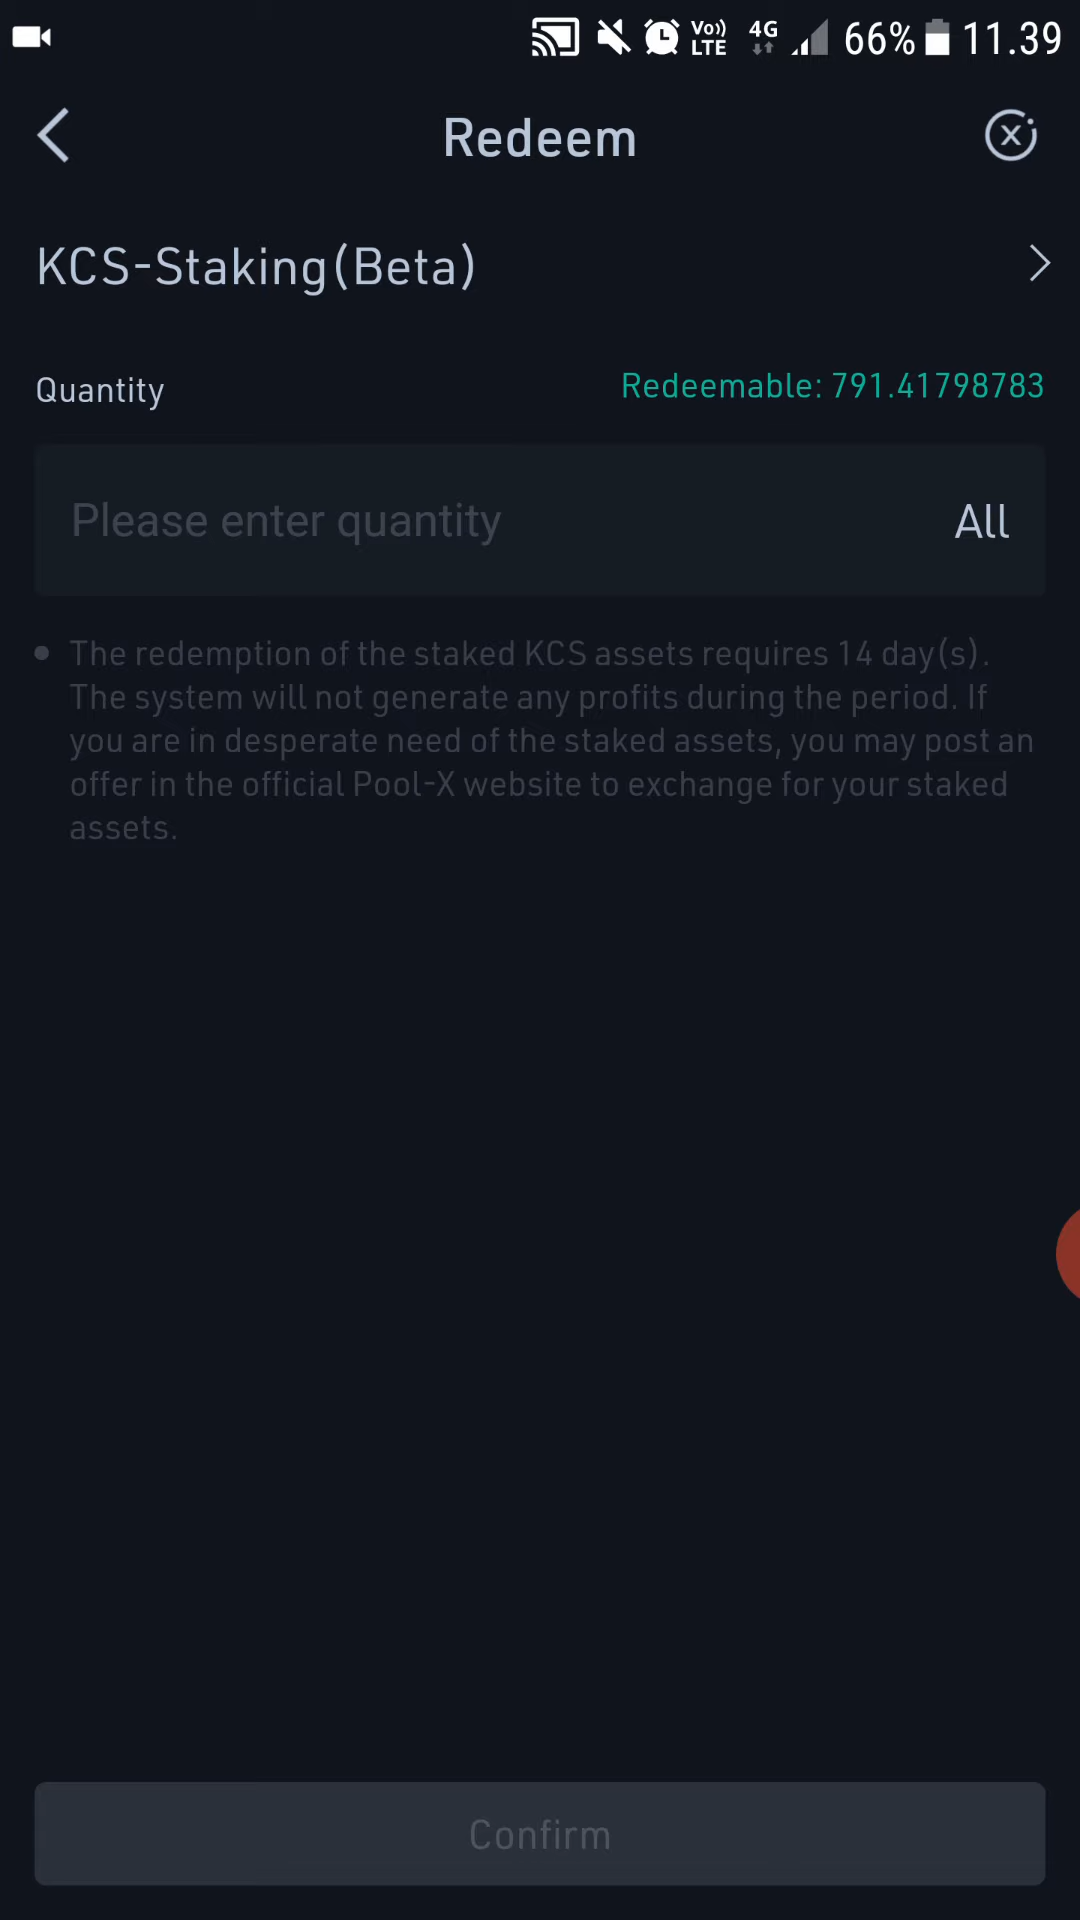 Vo)) LTE 4G 66% 11.39
Redeem
KCS-Staking(Beta)
Quantity
Redeemable: 791.41798783
Please enter quantity
All
The redemption of the staked KCS assets requires 14 day(s).
The system will not generate any profits during the period. If
you are in desperate need of the staked assets, you may post an
offer in the official Pool-X website to exchange for your staked
assets.
Confirm